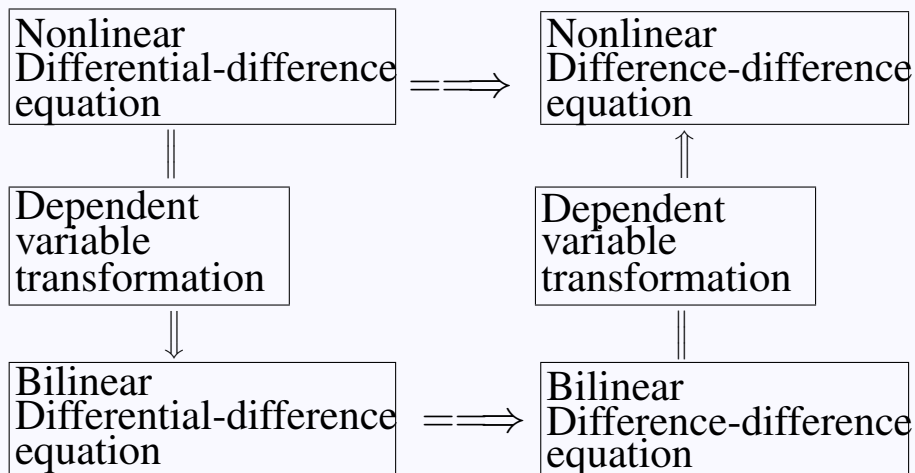 Nonlinear
Differential-difference
equation
Nonlinear
Difference-difference
equation
Dependent
variable
transformation
Dependent
variable
transformation
Bilinear
Differential-difference
equation
Bilinear
Difference-difference
equation